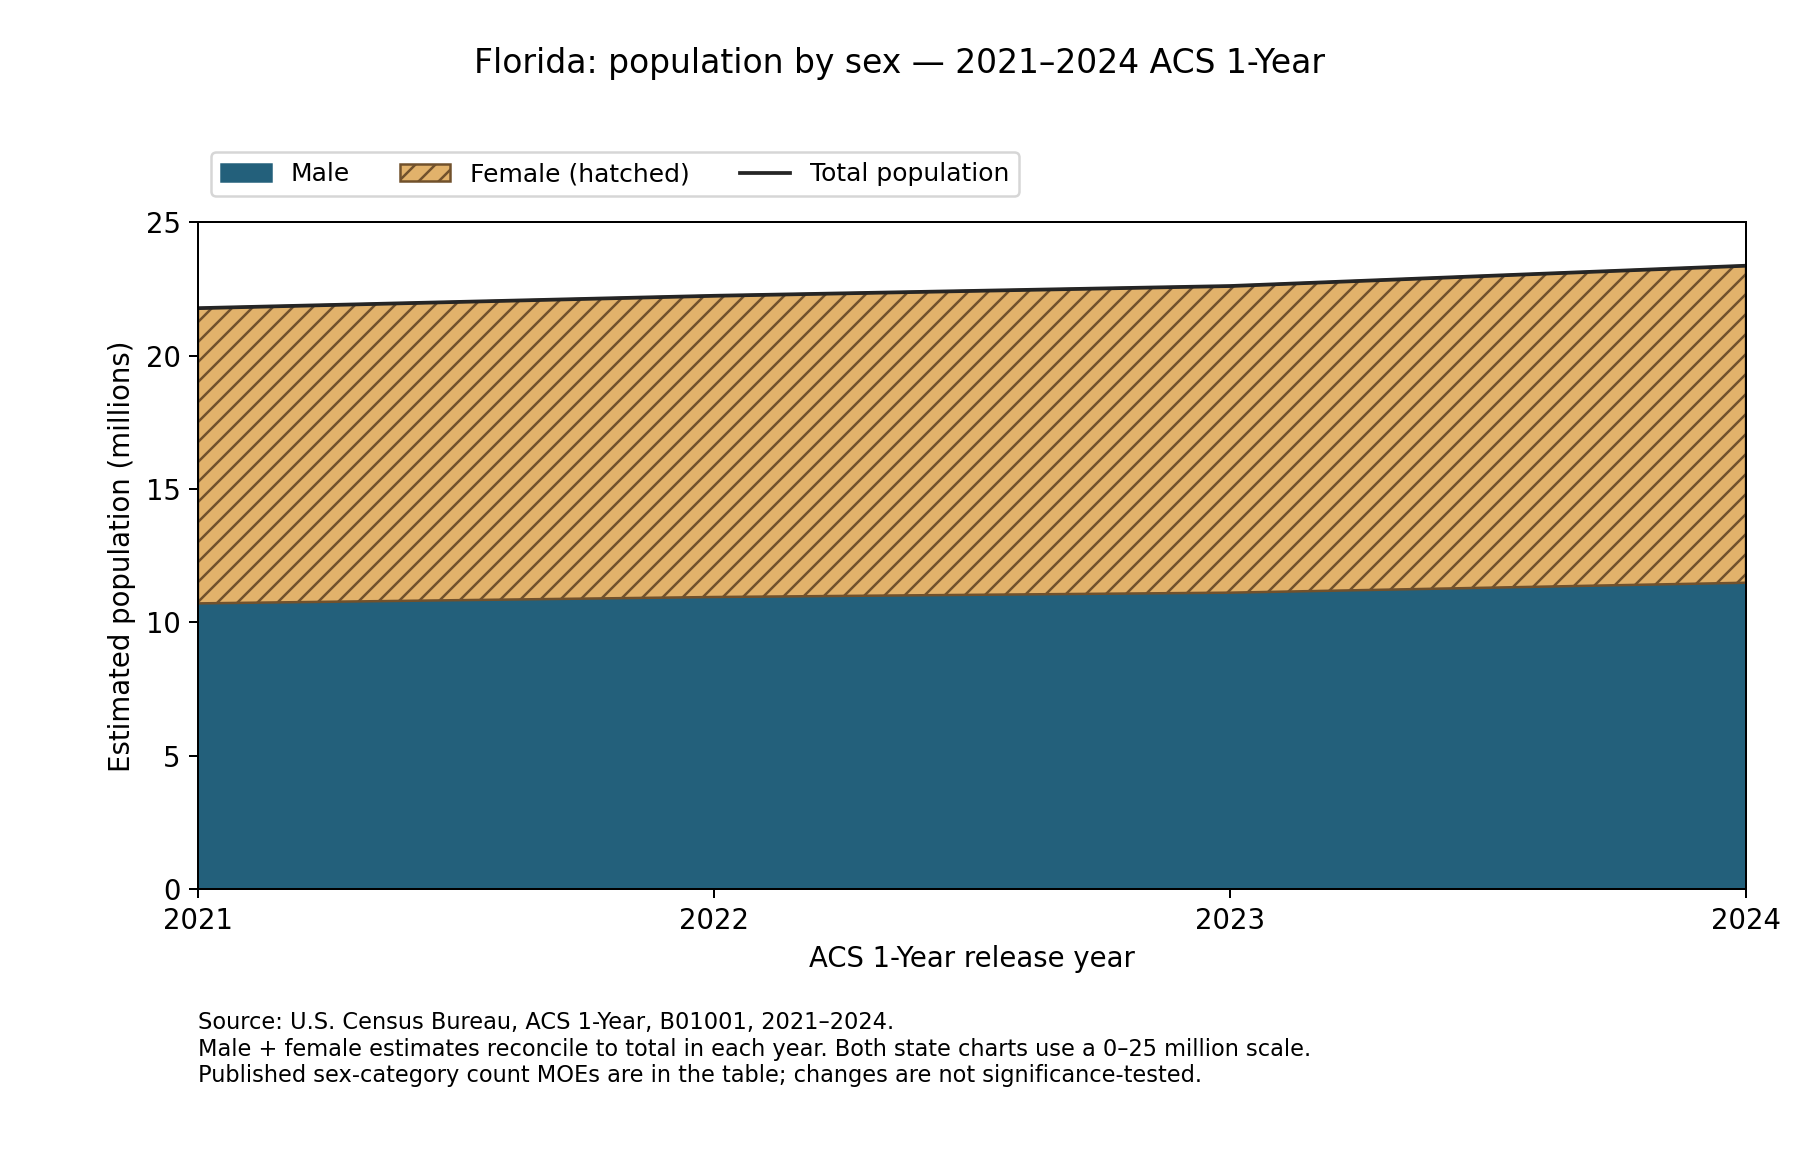 Florida: population by sex — 2021–2024 ACS 1-Year
Male
Female (hatched)
Total population
25
20
15
10
5
0
Estimated population (millions)
2021
2022
2023
2024
ACS 1-Year release year
Source: U.S. Census Bureau, ACS 1-Year, B01001, 2021–2024.
Male + female estimates reconcile to total in each year. Both state charts use a 0–25 million scale.
Published sex-category count MOEs are in the table; changes are not significance-tested.